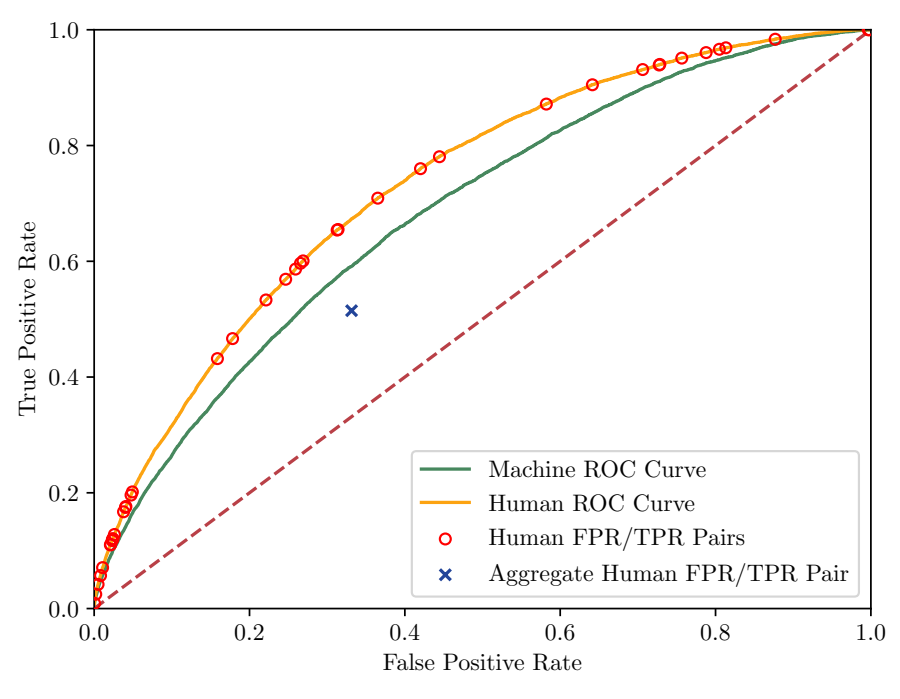 1.0
0.8
0.6
0.4
0.2
0.0
True Positive Rate
Machine ROC Curve
Human ROC Curve
Human FPR/TPR Pairs
Aggregate Human FPR/TPR Pair
0.0 0.2 0.4 0.6 0.8 1.0
False Positive Rate